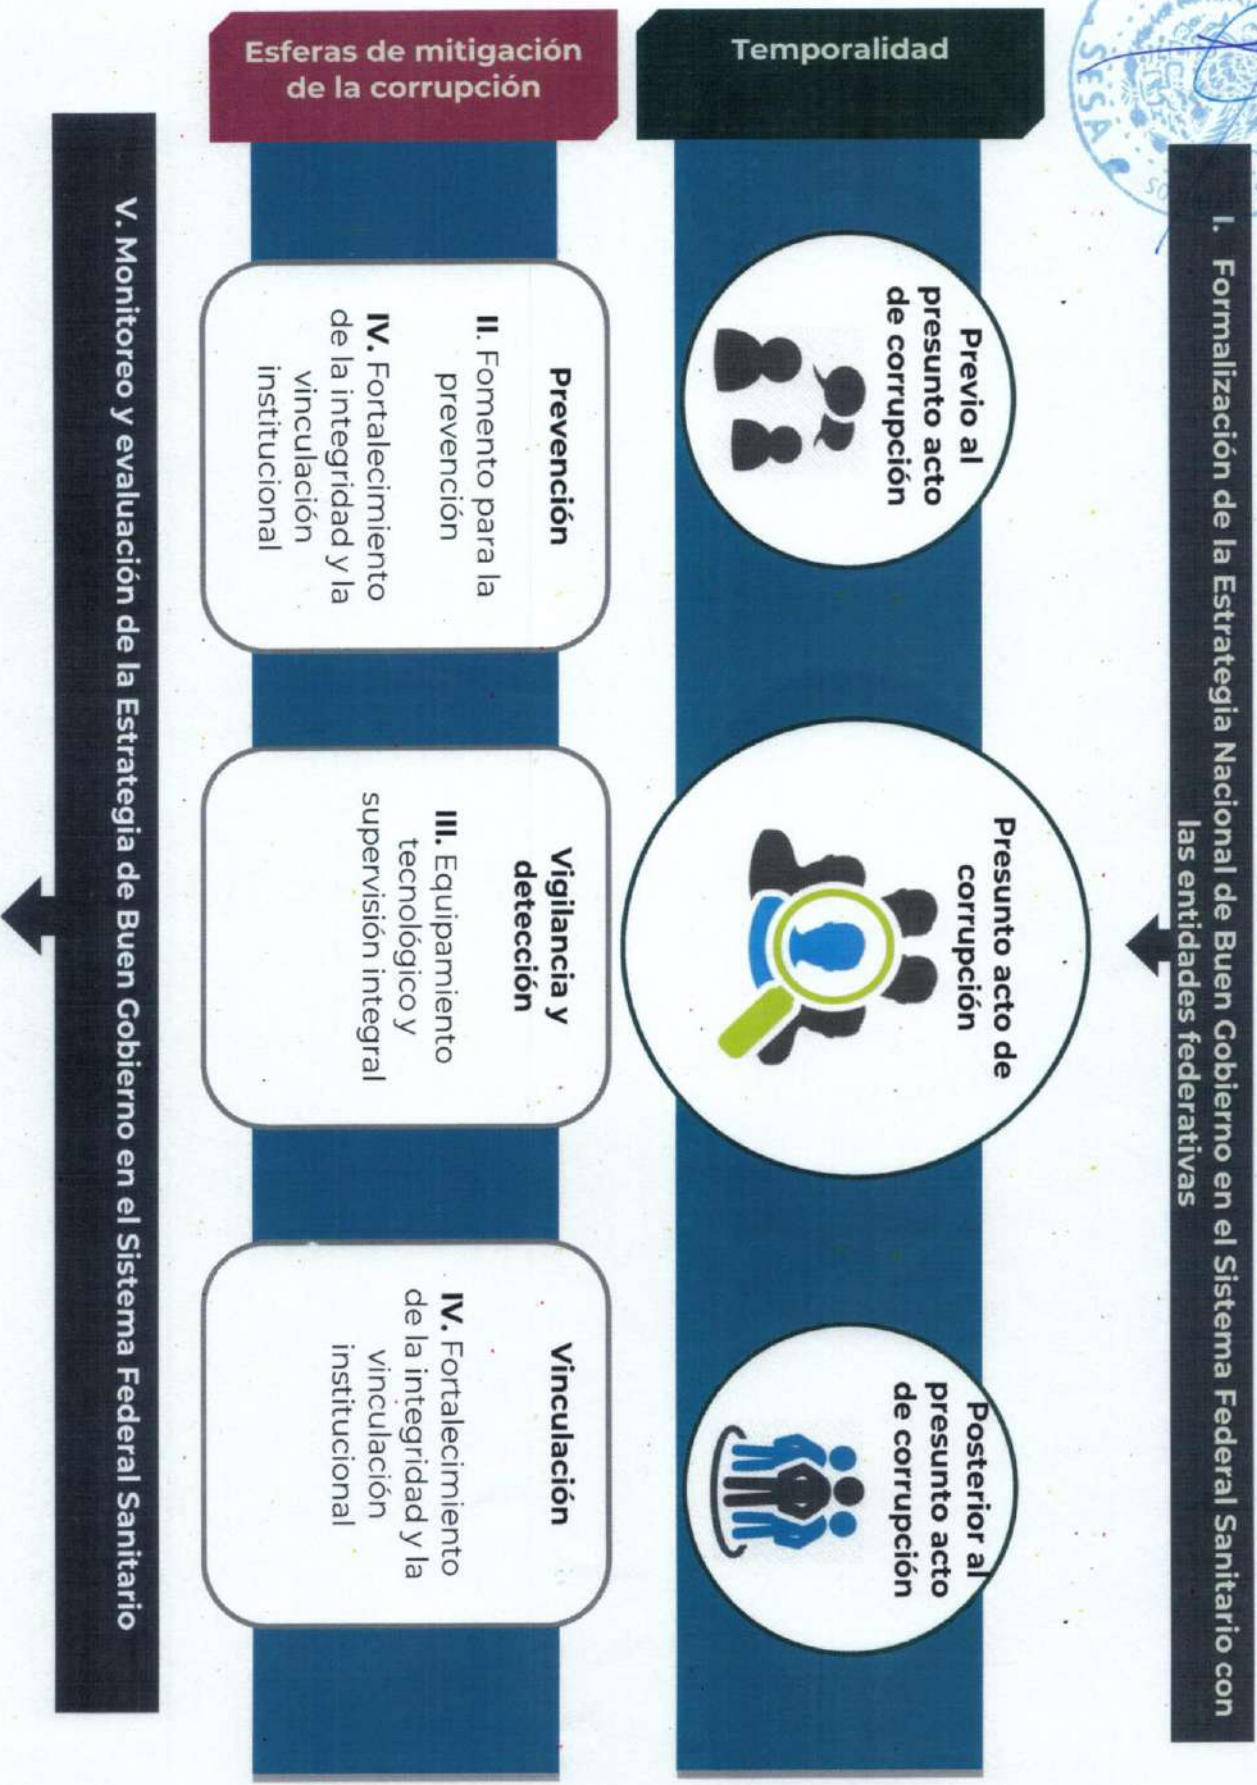 SESA
I. Formalización de la Estrategia Nacional de Buen Gobierno en el Sistema Federal Sanitario con
las entidades federativas
Temporalidad
Previo al
presunto acto
de corrupción
Presunto acto de
corrupción
Posterior al
presunto acto
de corrupción
Esferas de mitigación
de la corrupción
Prevención
II. Fomento para la
prevención
IV. Fortalecimiento
de la integridad y la
vinculación
institucional
Vigilancia y
detección
III. Equipamiento
tecnológico y
supervisión integral
Vinculación
IV. Fortalecimiento
de la integridad y la
vinculación
institucional
V. Monitoreo y evaluación de la Estrategia de Buen Gobierno en el Sistema Federal Sanitario